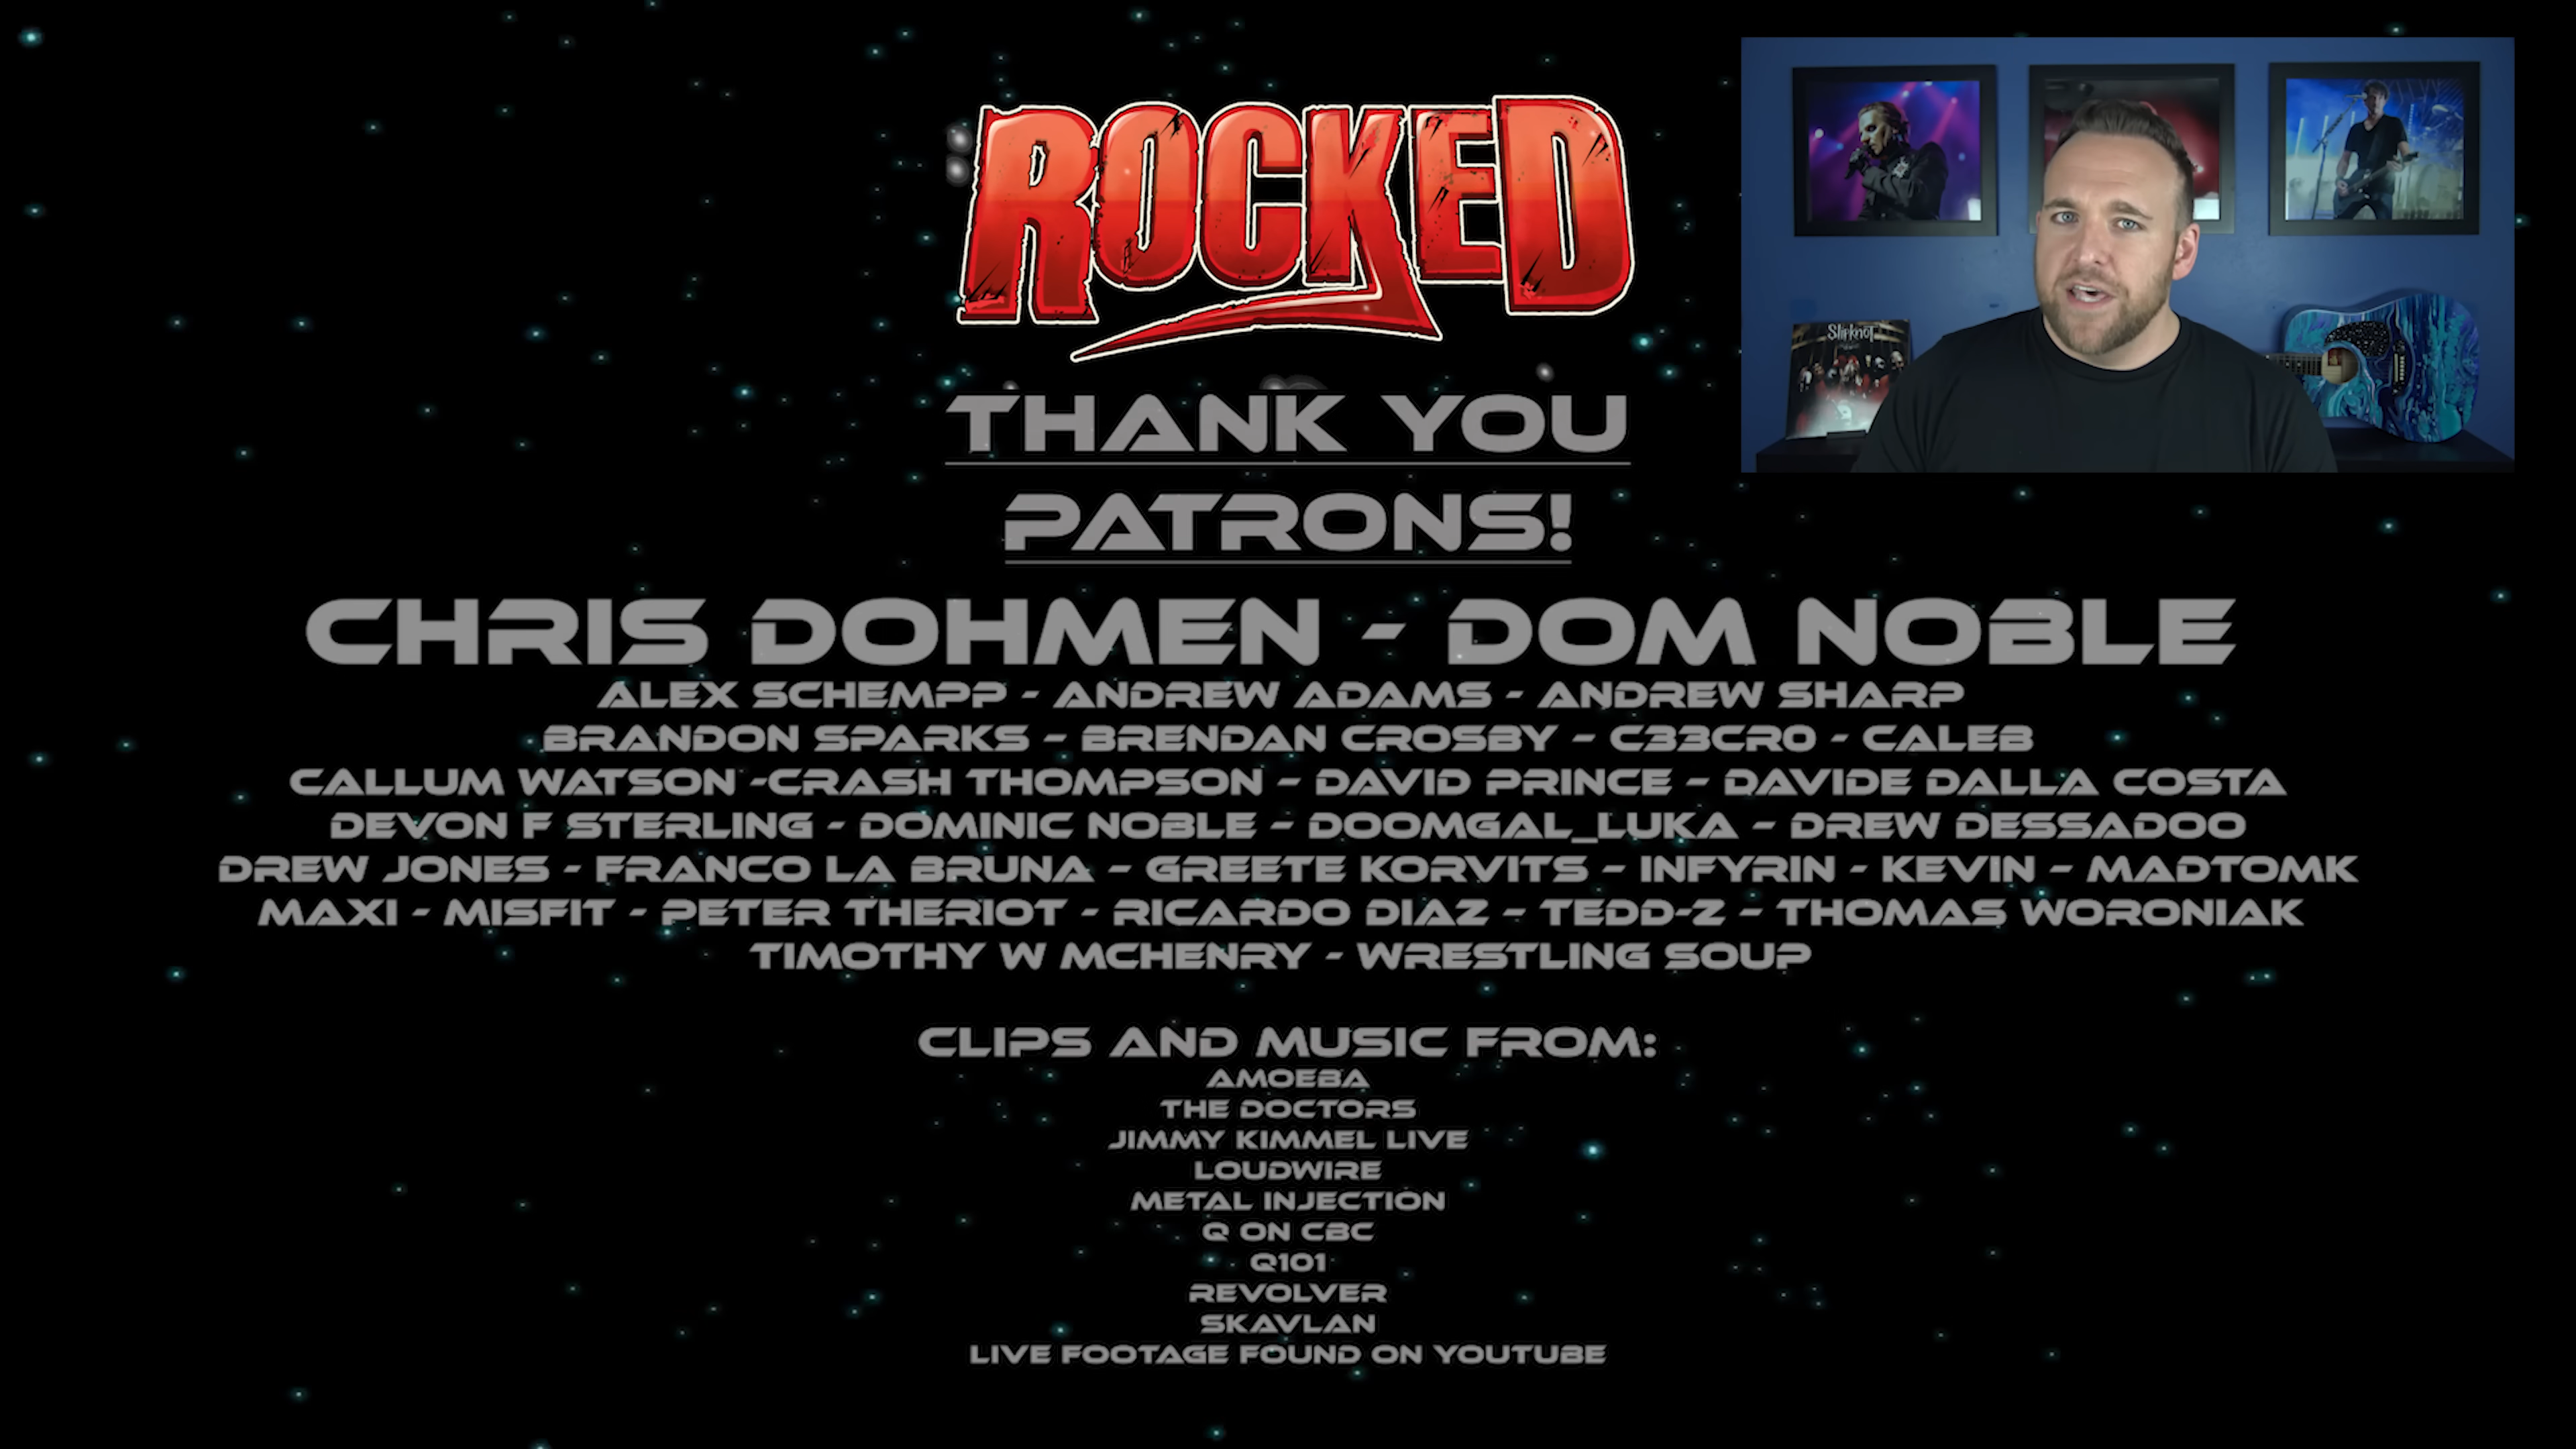 ROCKED
Slipknot
THANK YOU
PATRONS!
CHRIS DOHMEN - DOM NOBLE
ALEX SCHEMPP - ANDREW ADAMS - ANDREW SHARP
BRANDON SPARKS - BRENDAN CROSBY - C33CR0 - CALEB
CALLUM WATSON -CRASH THOMPSON - DAVID PRINCE - DAVIDE DALLA COSTA
DEVON F STERLING - DOMINIC NOBLE - DOOMGAL_LUKA - DREW DESSADOO
DREW JONES - FRANCO LA BRUNA - GREETE KORVITS - INFYRIN - KEVIN - MADTOMK
MAXI - MISFIT - PETER THERIOT - RICARDO DIAZ - TEDD-Z - THOMAS WORONIAK
TIMOTHY W MCHENRY - WRESTLING SOUP
CLIPS AND MUSIC FROM:
AMOEBA
THE DOCTORS
JIMMY KIMMEL LIVE
LOUDWIRE
METAL INJECTION
Q ON CBC
Q101
REVOLVER
SKAVLAN
LIVE FOOTAGE FOUND ON YOUTUBE